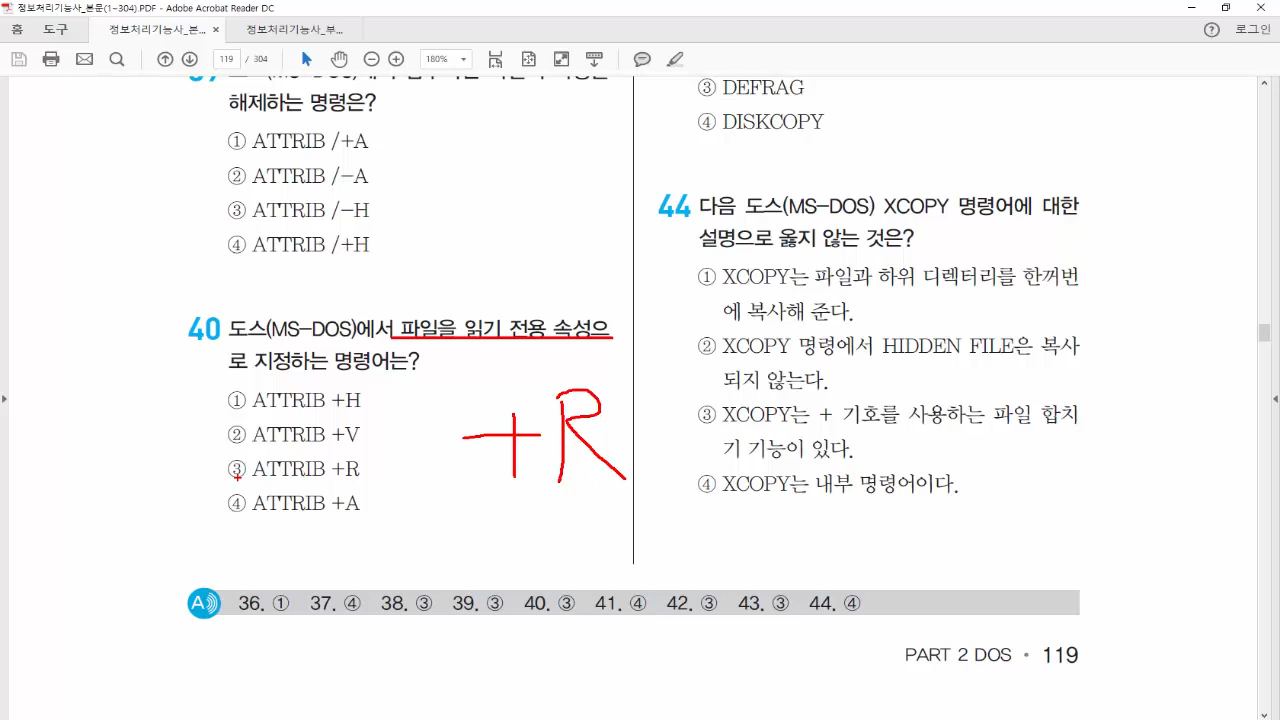 정보처리기능사_본문(1~304).PDF - Adobe Acrobat Reader DC
홈 도구 정보처리기능사_본... × 정보처리기능사_부... 로그인
119 / 304 180%
해제하는 명령은?
① ATTRIB /+A
② ATTRIB /-A
③ ATTRIB /-H
④ ATTRIB /+H
40 도스(MS-DOS)에서 파일을 읽기 전용 속성으
로 지정하는 명령어는?
① ATTRIB +H
② ATTRIB +V
③ ATTRIB +R
④ ATTRIB +A
+R
③ DEFRAG
④ DISKCOPY
44 다음 도스(MS-DOS) XCOPY 명령어에 대한
설명으로 옳지 않는 것은?
① XCOPY는 파일과 하위 디렉터리를 한꺼번
에 복사해 준다.
② XCOPY 명령에서 HIDDEN FILE은 복사
되지 않는다.
③ XCOPY는 + 기호를 사용하는 파일 합치
기 기능이 있다.
④ XCOPY는 내부 명령어이다.
A 36. ① 37. ④ 38. ③ 39. ③ 40. ③ 41. ④ 42. ③ 43. ③ 44. ④
PART 2 DOS • 119